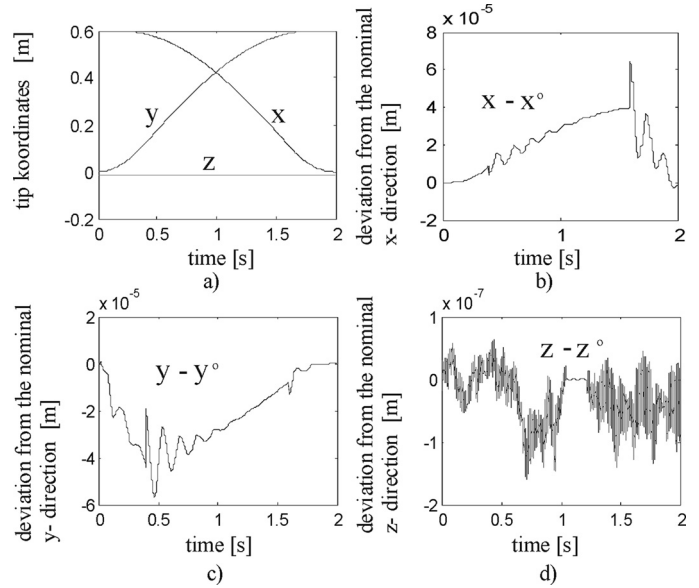 tip koordinates [m]
0.6
0.4
0.2
0
-0.2
y
x
z
0
0.5
1
1.5
2
time [s]
a)
deviation from the nominal
x- direction [m]
x 10-5
8
6
4
2
0
-2
x - x°
0
1
2
time [s]
b)
deviation from the nominal
y- direction [m]
x 10-5
2
0
-2
-4
-6
y - y°
0
0.5
1
1.5
2
time [s]
c)
deviation from the nominal
z- direction [m]
x 10-7
1
0
-1
-2
z - z°
0
0.5
1
1.5
2
time [s]
d)